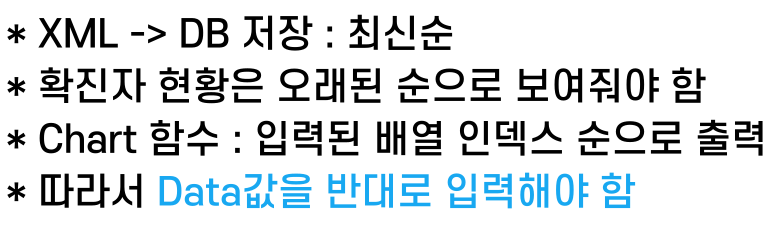 * XML -> DB 저장 : 최신순
* 확진자 현황은 오래된 순으로 보여줘야 함
* Chart 함수 : 입력된 배열 인덱스 순으로 출력
* 따라서 Data값을 반대로 입력해야 함